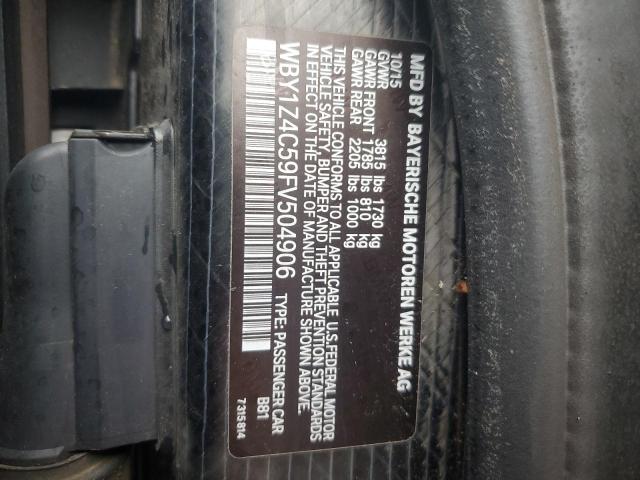 MFD BY BAYERISCHE MOTOREN WERKE AG
10/15
GVWR 3815 lbs 1730 kg
GAWR FRONT 1785 lbs 810 kg
GAWR REAR 2205 lbs 1000 kg
THIS VEHICLE CONFORMS TO ALL APPLICABLE U.S.FEDERAL MOTOR
VEHICLE SAFETY, BUMPER AND THEFT PREVENTION STANDARDS
IN EFFECT ON THE DATE OF MANUFACTURE SHOWN ABOVE.
WBY1Z4C59FV504906 TYPE: PASSENGER CAR
B81
7315814